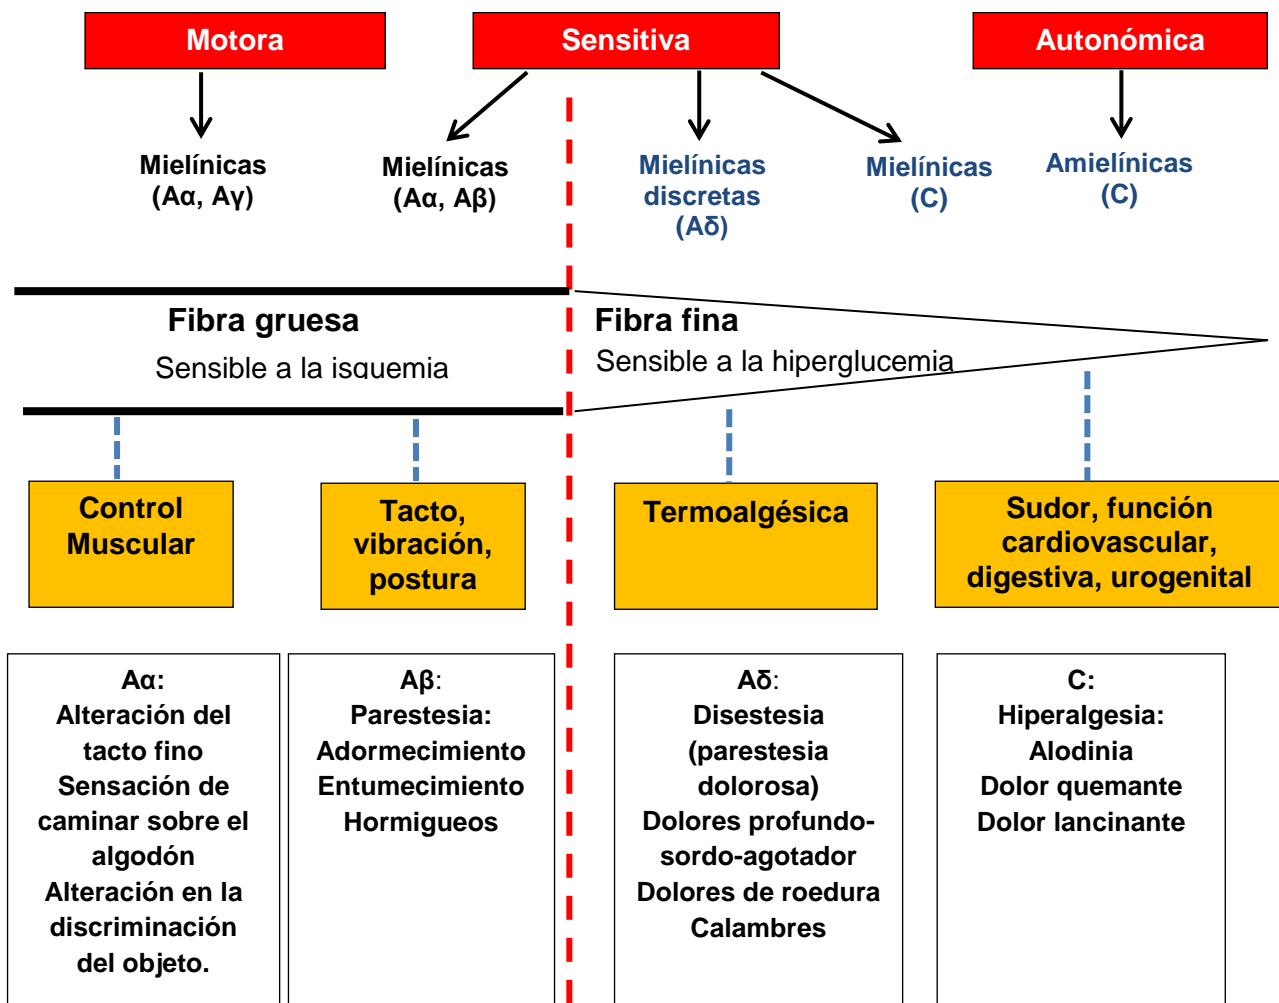 Motora
Sensitiva
Autonómica
Mielínicas
(Aα, Aγ)
Mielínicas
(Aα, Aβ)
Mielínicas
discretas
(Aδ)
Mielínicas
(C)
Amielínicas
(C)
Fibra gruesa
Sensible a la isquemia
Fibra fina
Sensible a la hiperglucemia
Control
Muscular
Tacto,
vibración,
postura
Termoalgésica
Sudor, función
cardiovascular,
digestiva, urogenital
Aα:
Alteración del
tacto fino
Sensación de
caminar sobre el
algodón
Alteración en la
discriminación
del objeto.
Aβ:
Parestesia:
Adormecimiento
Entumecimiento
Hormigueos
Aδ:
Disestesia
(parestesia
dolorosa)
Dolores profundo-
sordo-agotador
Dolores de roedura
Calambres
C:
Hiperalgesia:
Alodinia
Dolor quemante
Dolor lancinante